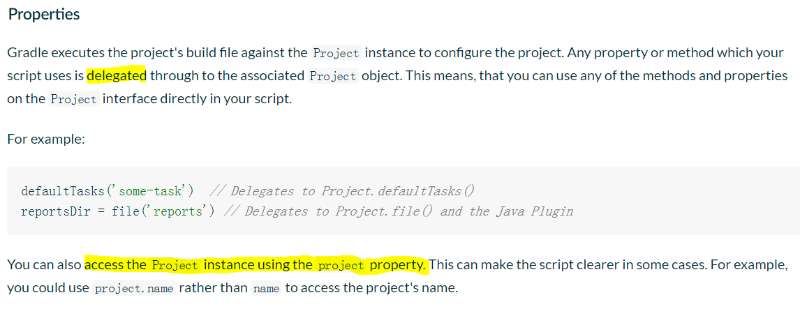 Properties
Gradle executes the project's build file against the Project instance to configure the project. Any property or method which your
script uses is delegated through to the associated Project object. This means, that you can use any of the methods and properties
on the Project interface directly in your script.
For example:
defaultTasks('some-task')  // Delegates to Project.defaultTasks()
reportsDir = file('reports') // Delegates to Project.file() and the Java Plugin
You can also access the Project instance using the project property. This can make the script clearer in some cases. For example,
you could use project.name rather than name to access the project's name.